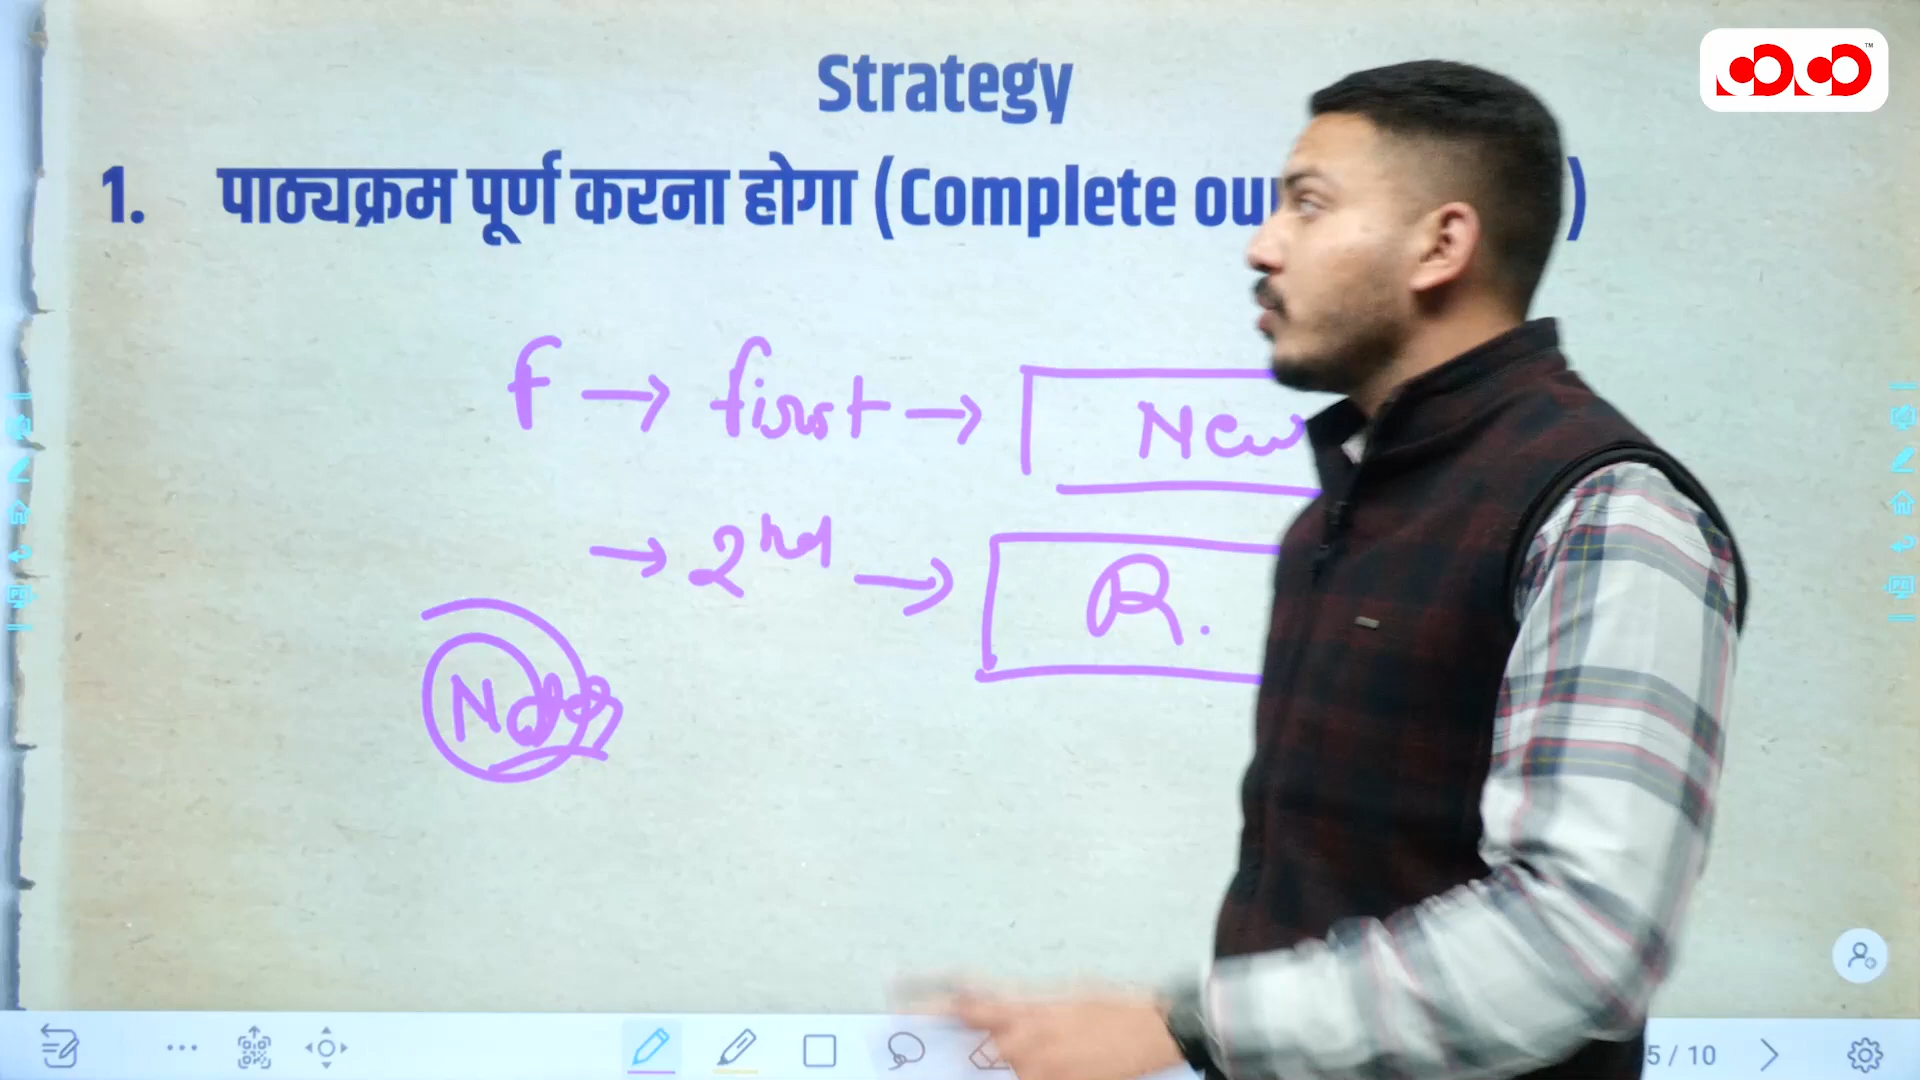 Strategy
1. पाठ्यक्रम पूर्ण करना होगा (Complete ou )
f → first → New
→ 2nd → R.
5 / 10